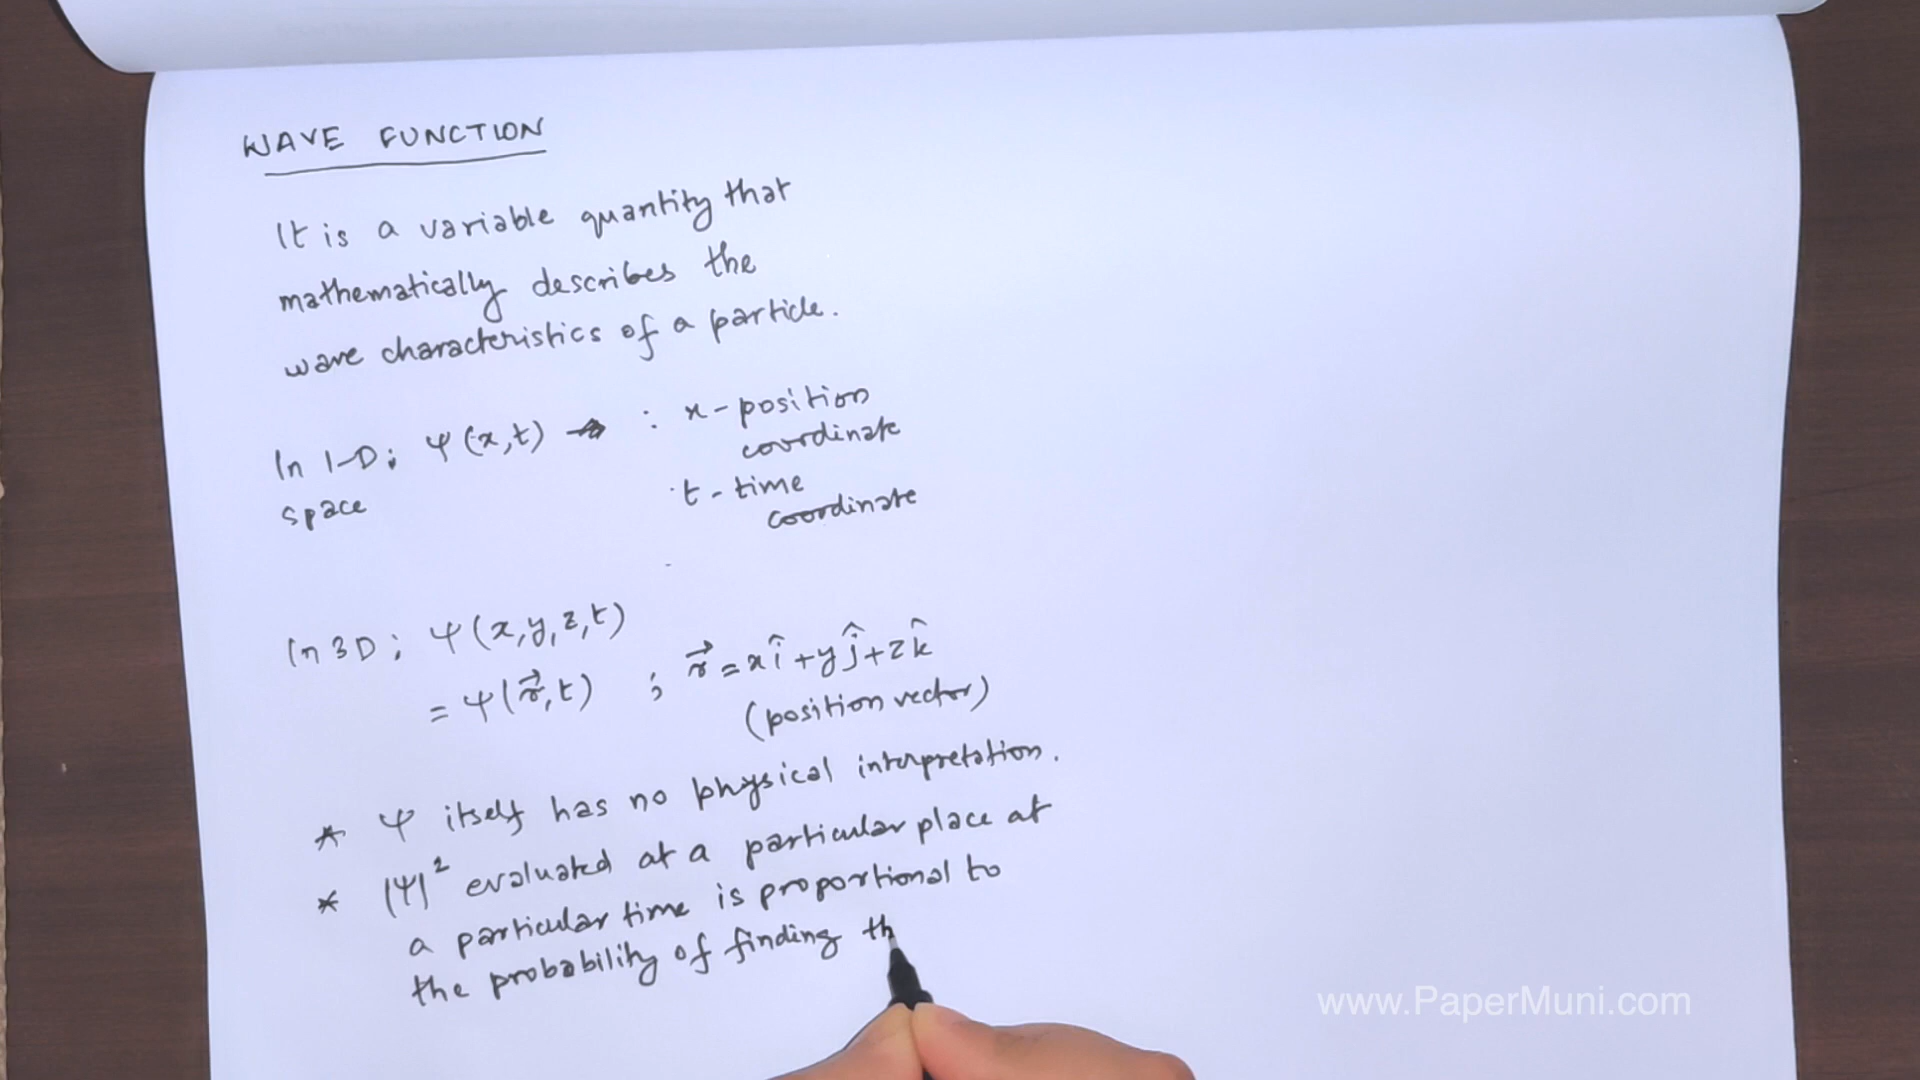 WAVE FUNCTION
It is a variable quantity that
mathematically describes the
wave characteristics of a particle.
In 1-D; ψ(x,t) → : x - position
coordinate
space
t - time
coordinate
In 3D; ψ(x,y,z,t)
= ψ(r⃗,t) ; r⃗ = xî + yĵ + zk̂
(position vector)
* ψ itself has no physical interpretation.
* |ψ|² evaluated at a particular place at
a particular time is proportional to
the probability of finding th
www.PaperMuni.com